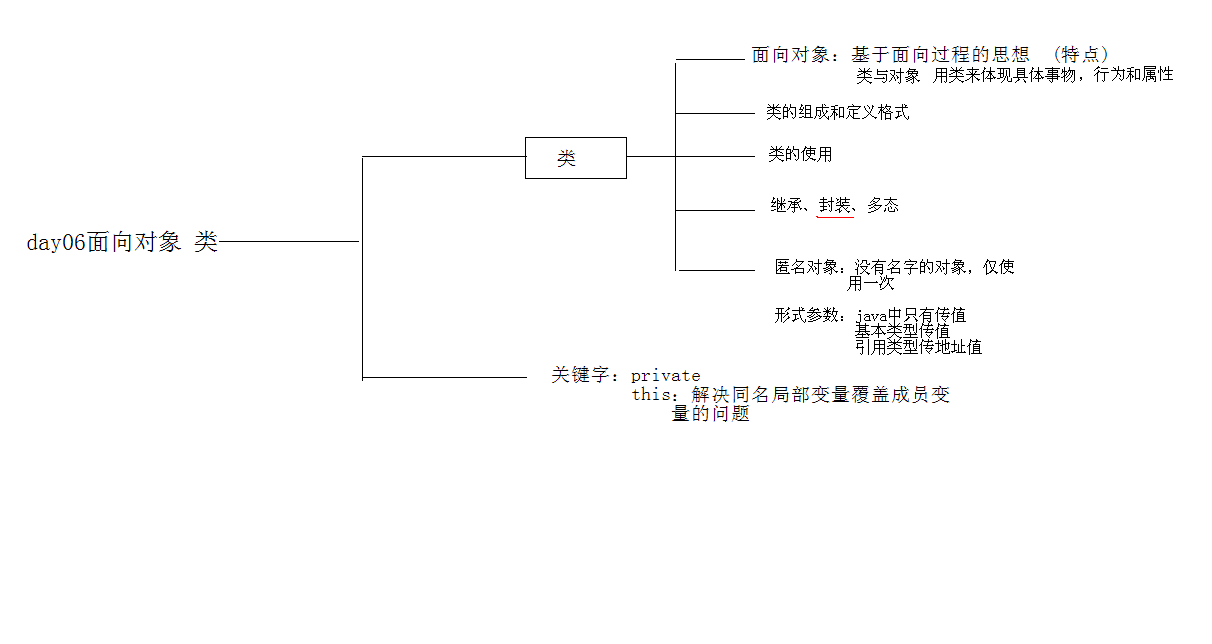 day06面向对象 类
类
面向对象：基于面向过程的思想 (特点)
类与对象 用类来体现具体事物，行为和属性
类的组成和定义格式
类的使用
继承、封装、多态
匿名对象：没有名字的对象，仅使
用一次
形式参数：java中只有传值
基本类型传值
引用类型传地址值
关键字：private
this：解决同名局部变量覆盖成员变
量的问题